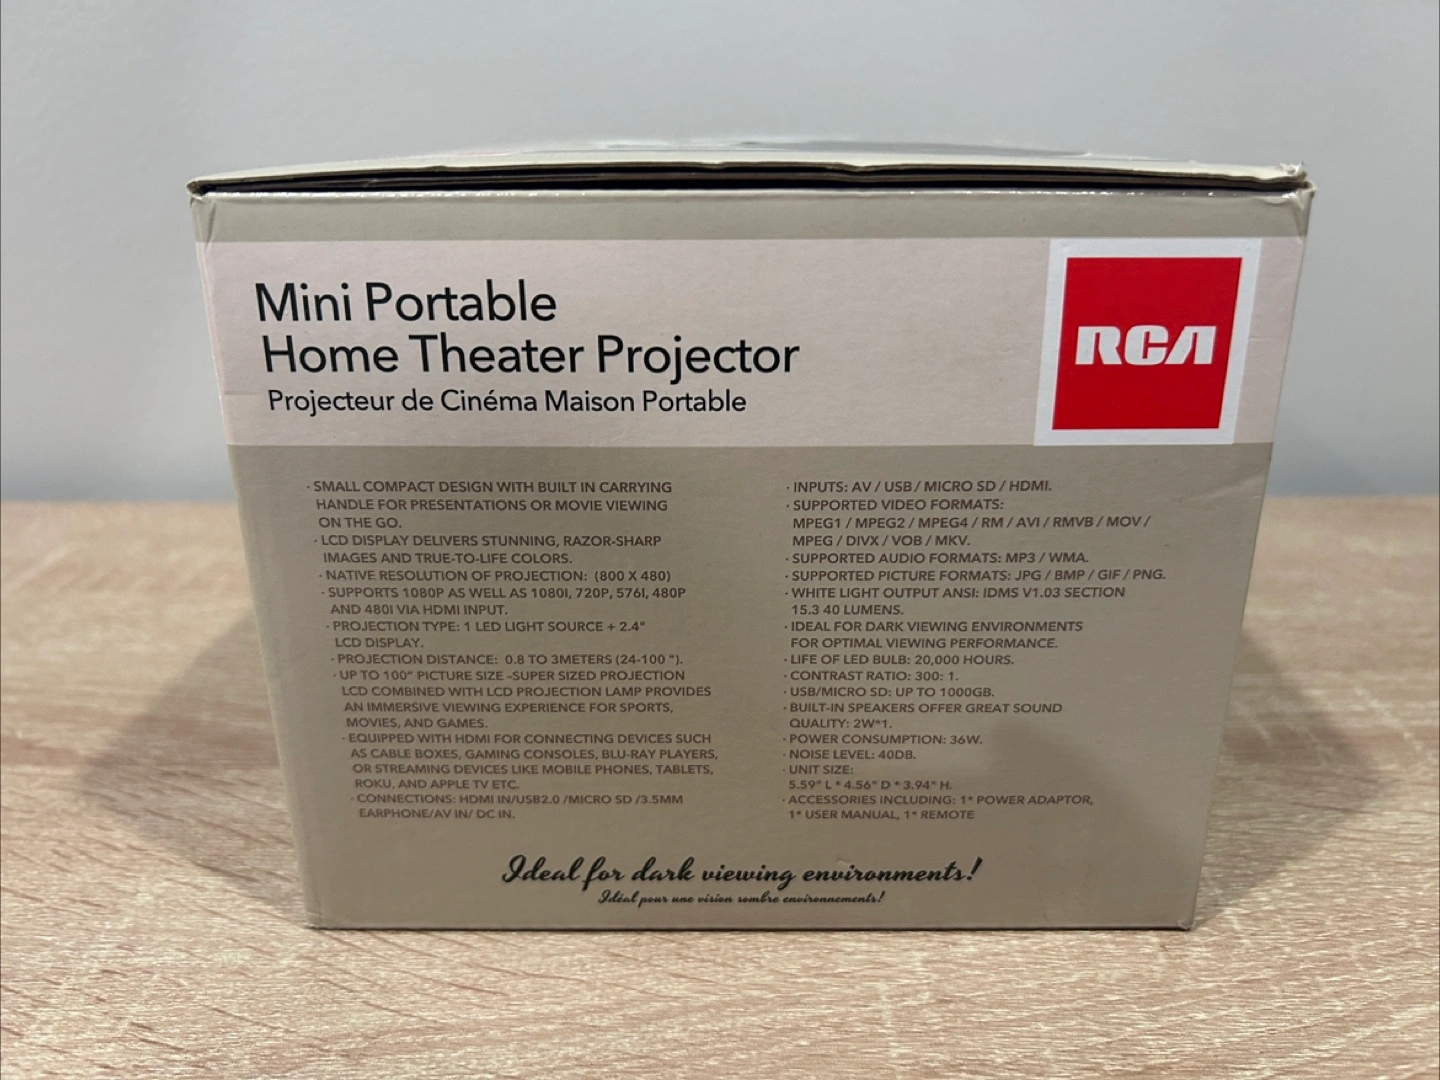 Mini Portable
Home Theater Projector
Projecteur de Cinéma Maison Portable
RCA
· SMALL COMPACT DESIGN WITH BUILT IN CARRYING
HANDLE FOR PRESENTATIONS OR MOVIE VIEWING
ON THE GO.
· LCD DISPLAY DELIVERS STUNNING, RAZOR-SHARP
IMAGES AND TRUE-TO-LIFE COLORS.
· NATIVE RESOLUTION OF PROJECTION: (800 X 480)
· SUPPORTS 1080P AS WELL AS 1080I, 720P, 576I, 480P
AND 480I VIA HDMI INPUT.
· PROJECTION TYPE: 1 LED LIGHT SOURCE + 2.4"
LCD DISPLAY.
· PROJECTION DISTANCE: 0.8 TO 3METERS (24-100 ").
· UP TO 100" PICTURE SIZE –SUPER SIZED PROJECTION
LCD COMBINED WITH LCD PROJECTION LAMP PROVIDES
AN IMMERSIVE VIEWING EXPERIENCE FOR SPORTS,
MOVIES, AND GAMES.
· EQUIPPED WITH HDMI FOR CONNECTING DEVICES SUCH
AS CABLE BOXES, GAMING CONSOLES, BLU-RAY PLAYERS,
OR STREAMING DEVICES LIKE MOBILE PHONES, TABLETS,
ROKU, AND APPLE TV ETC.
· CONNECTIONS: HDMI IN/USB2.0 /MICRO SD /3.5MM
EARPHONE/AV IN/ DC IN.
· INPUTS: AV / USB / MICRO SD / HDMI.
· SUPPORTED VIDEO FORMATS:
MPEG1 / MPEG2 / MPEG4 / RM / AVI / RMVB / MOV /
MPEG / DIVX / VOB / MKV.
· SUPPORTED AUDIO FORMATS: MP3 / WMA.
· SUPPORTED PICTURE FORMATS: JPG / BMP / GIF / PNG.
· WHITE LIGHT OUTPUT ANSI: IDMS V1.03 SECTION
15.3 40 LUMENS.
· IDEAL FOR DARK VIEWING ENVIRONMENTS
FOR OPTIMAL VIEWING PERFORMANCE.
· LIFE OF LED BULB: 20,000 HOURS.
· CONTRAST RATIO: 300: 1.
· USB/MICRO SD: UP TO 1000GB.
· BUILT-IN SPEAKERS OFFER GREAT SOUND
QUALITY: 2W*1.
· POWER CONSUMPTION: 36W.
· NOISE LEVEL: 40DB.
· UNIT SIZE:
5.59" L * 4.56" D * 3.94" H.
· ACCESSORIES INCLUDING: 1* POWER ADAPTOR,
1* USER MANUAL, 1* REMOTE
Ideal for dark viewing environments!
Idéal pour une vision sombre environnements!